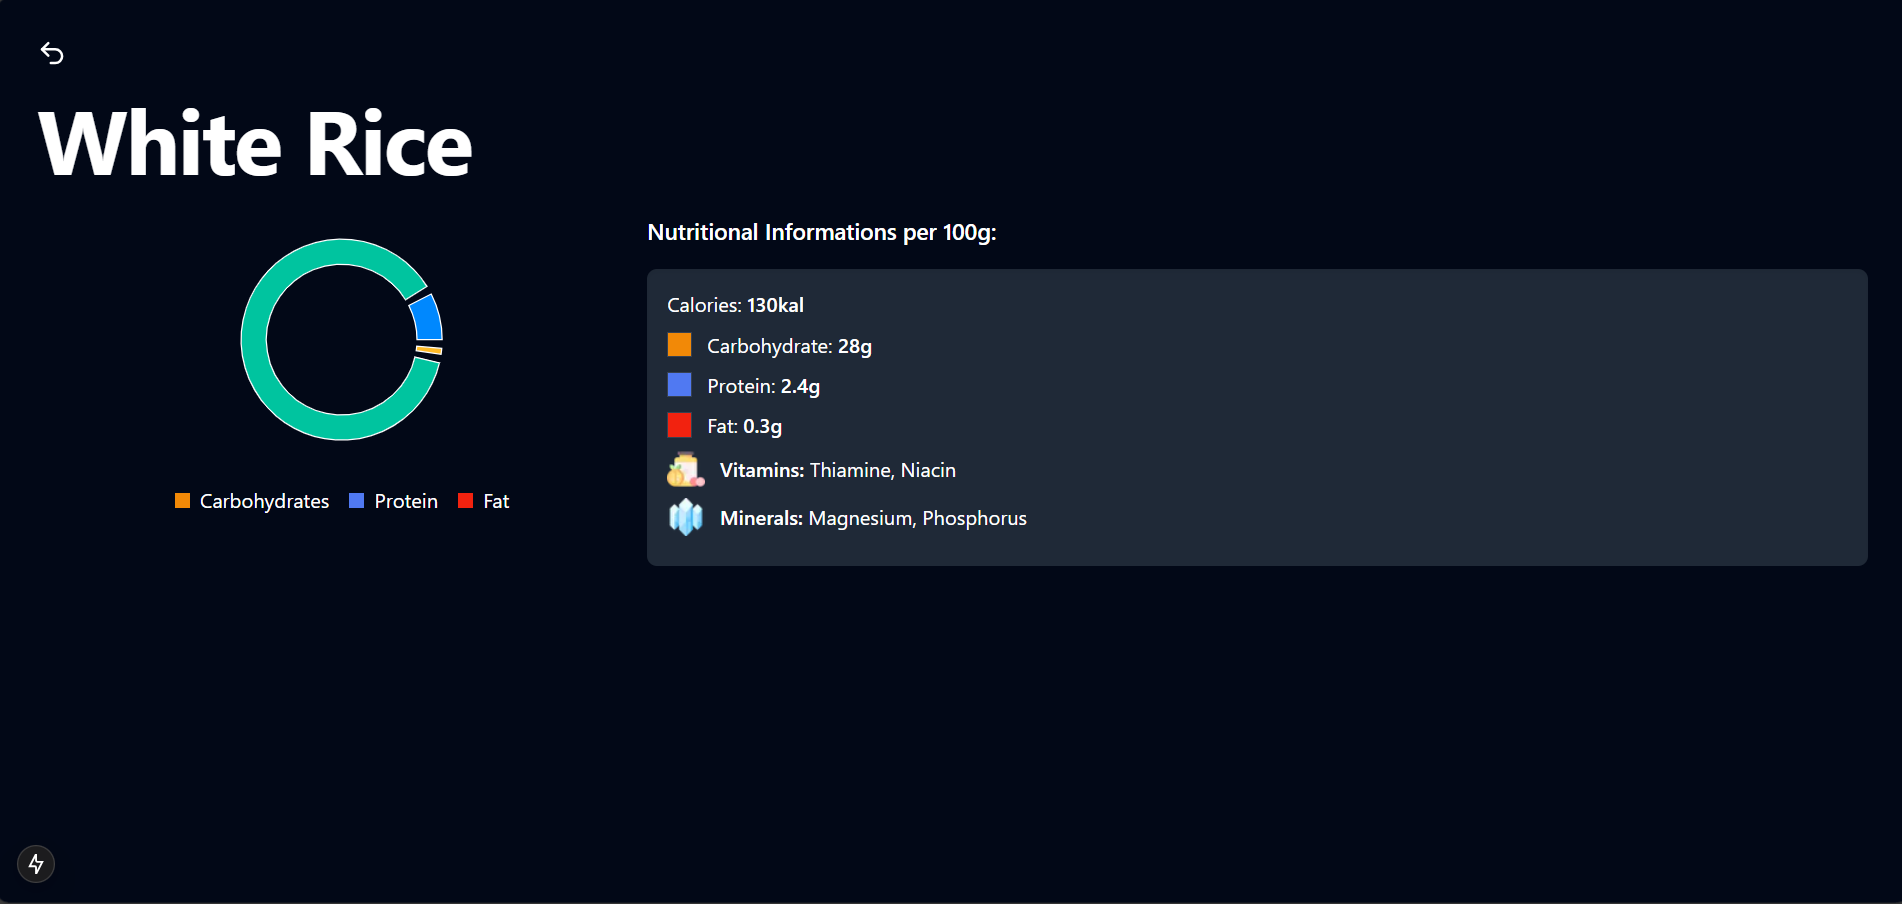 White Rice
Nutritional Informations per 100g:
Calories: 130kal
Carbohydrate: 28g
Protein: 2.4g
Fat: 0.3g
Vitamins: Thiamine, Niacin
Minerals: Magnesium, Phosphorus
Carbohydrates Protein Fat